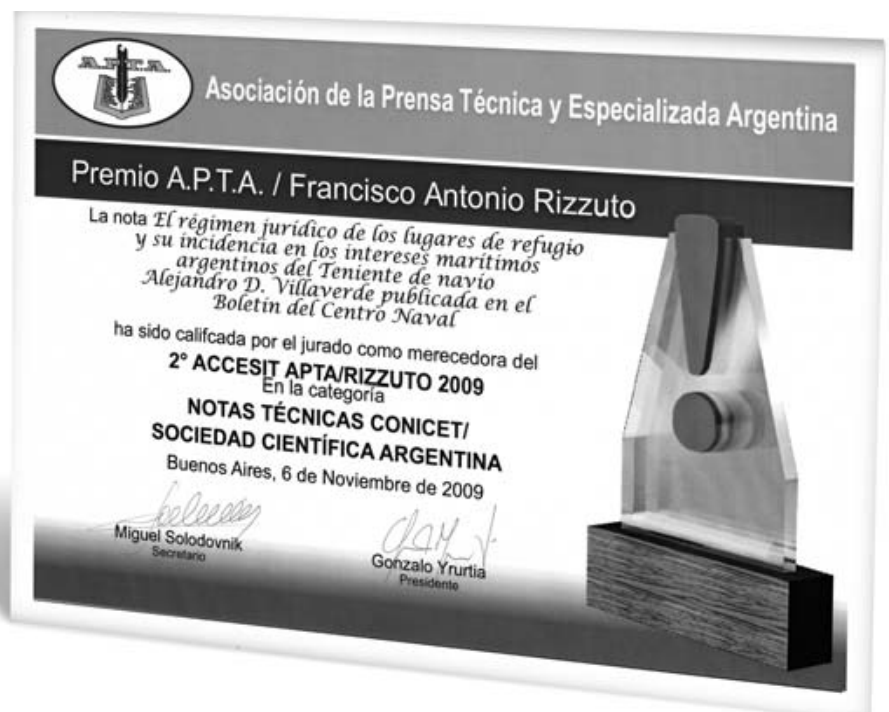 A.P.T.A.
Asociación de la Prensa Técnica y Especializada Argentina
Premio A.P.T.A. / Francisco Antonio Rizzuto
La nota El régimen jurídico de los lugares de refugio
y su incidencia en los intereses marítimos
argentinos del Teniente de navío
Alejandro D. Villaverde publicada en el
Boletín del Centro Naval
ha sido califcada por el jurado como merecedora del
2° ACCESIT APTA/RIZZUTO 2009
En la categoría
NOTAS TÉCNICAS CONICET/
SOCIEDAD CIENTÍFICA ARGENTINA
Buenos Aires, 6 de Noviembre de 2009
Miguel Solodovnik
Secretario
Gonzalo Yrurtia
Presidente